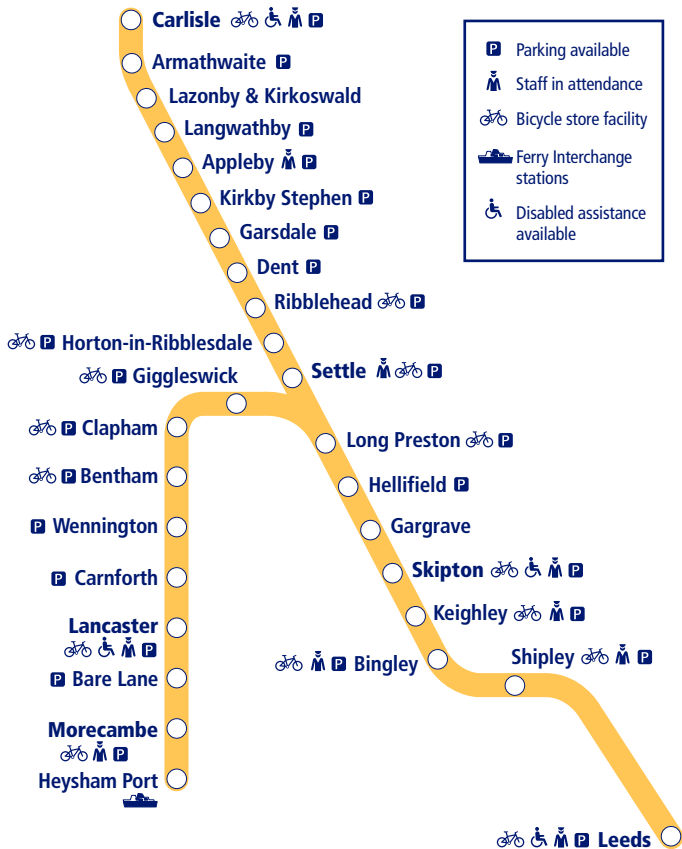 Carlisle P
Armathwaite P
Lazonby & Kirkoswald
Langwathby P
Appleby P
Kirkby Stephen P
Garsdale P
Dent P
Ribblehead P
P Horton-in-Ribblesdale
Settle P
P Giggleswick
P Clapham
Long Preston P
P Bentham
Hellifield P
P Wennington
Gargrave
P Carnforth
Skipton P
Keighley P
Lancaster
P
P Bingley
Shipley P
P Bare Lane
Morecambe
P
Heysham Port
P Leeds
P Parking available
Staff in attendance
Bicycle store facility
Ferry Interchange
stations
Disabled assistance
available